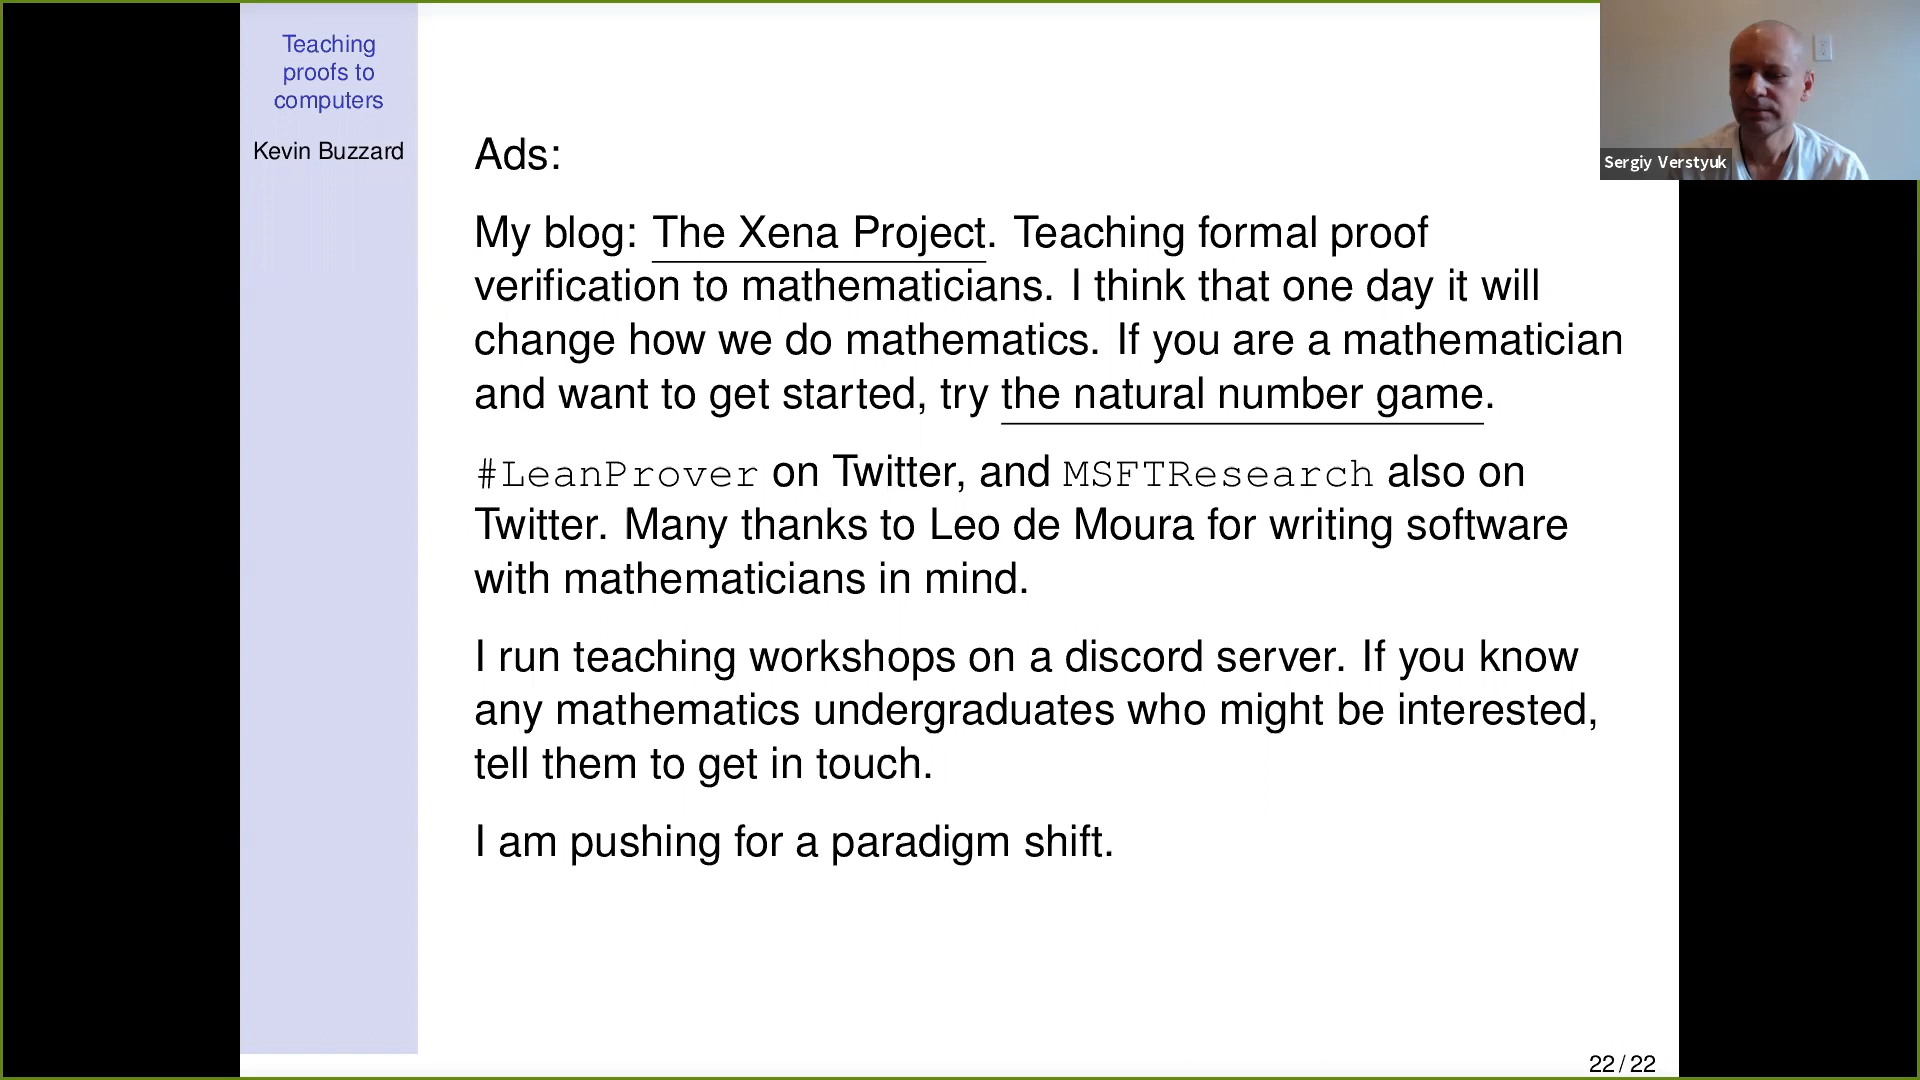 Teaching
proofs to
computers
Kevin Buzzard
Ads:
My blog: The Xena Project. Teaching formal proof
verification to mathematicians. I think that one day it will
change how we do mathematics. If you are a mathematician
and want to get started, try the natural number game.
#LeanProver on Twitter, and MSFTResearch also on
Twitter. Many thanks to Leo de Moura for writing software
with mathematicians in mind.
I run teaching workshops on a discord server. If you know
any mathematics undergraduates who might be interested,
tell them to get in touch.
I am pushing for a paradigm shift.
22 / 22
Sergiy Verstyuk